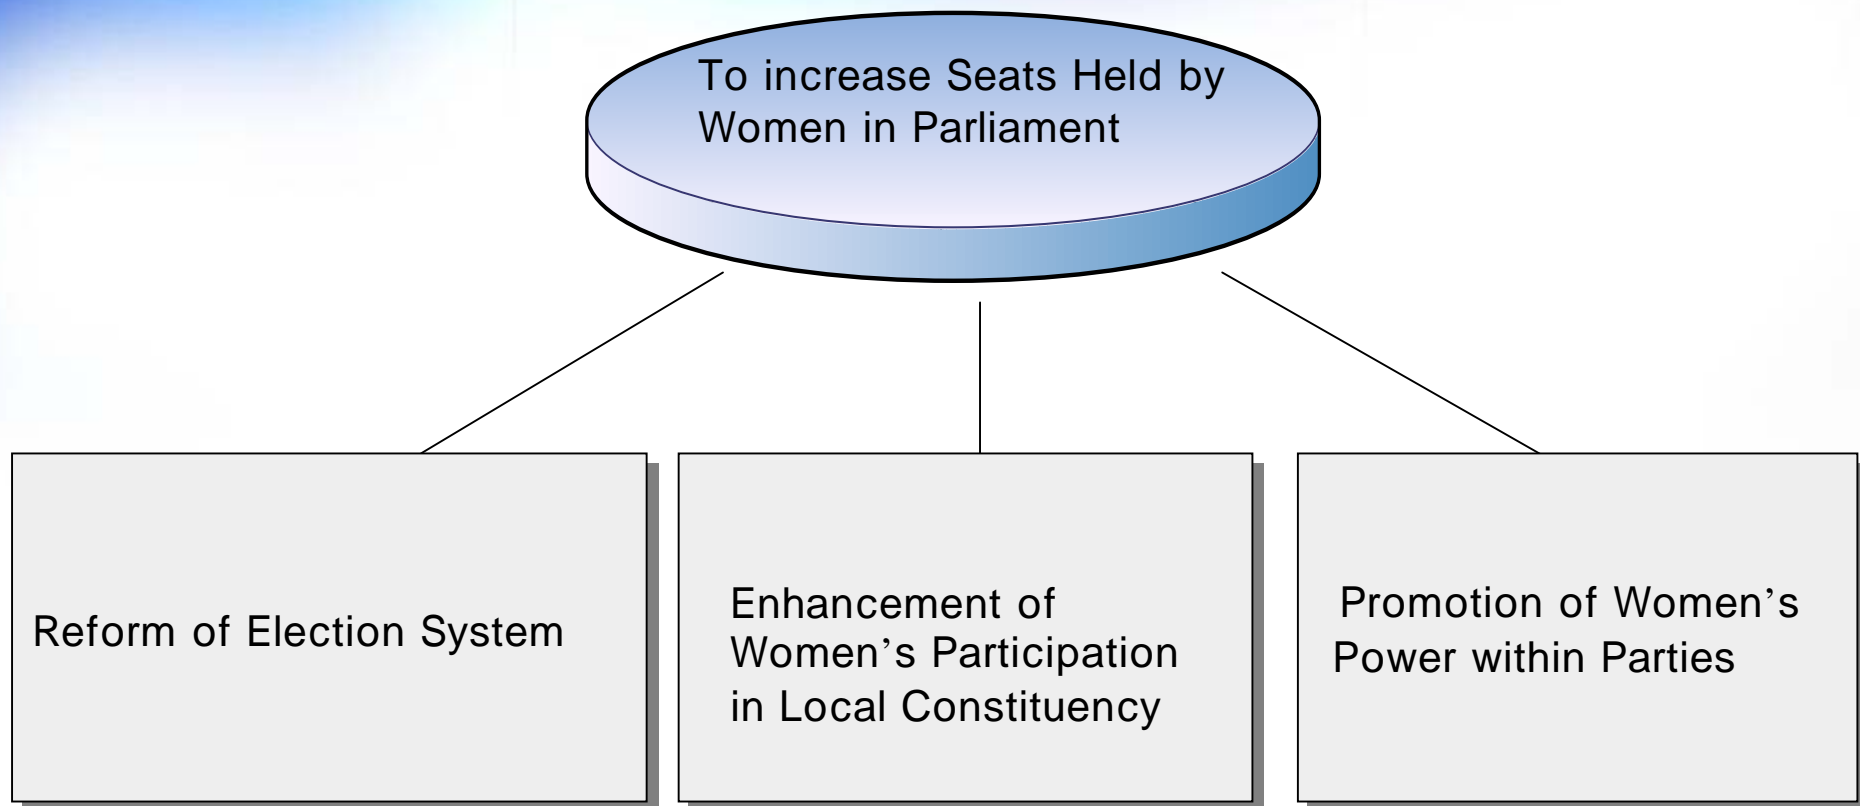 To increase Seats Held by
Women in Parliament
Reform of Election System
Enhancement of
Women’s Participation
in Local Constituency
Promotion of Women’s
Power within Parties